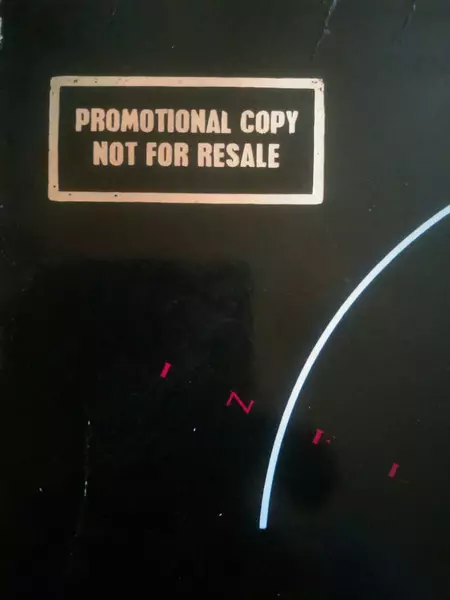 PROMOTIONAL COPY
NOT FOR RESALE
I N F I